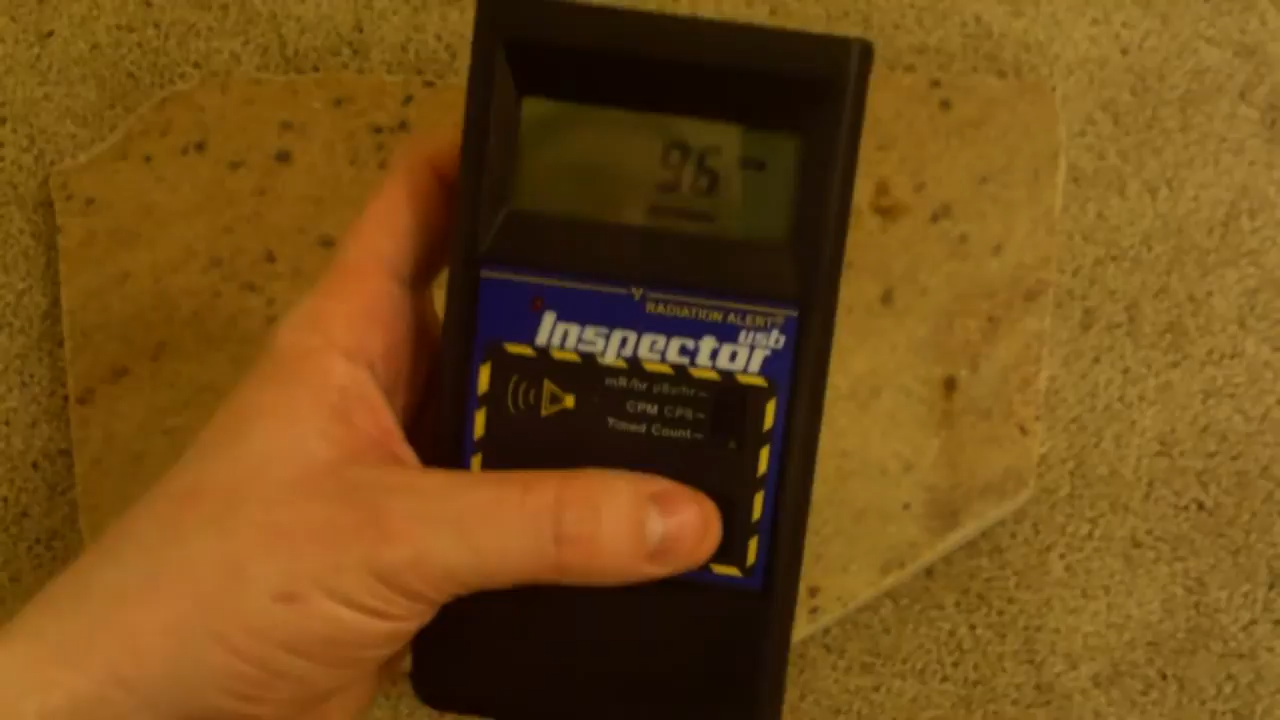 96
RADIATION ALERT®
Inspector usb
mR/hr µSv/hr
CPM CPS
Timed Count